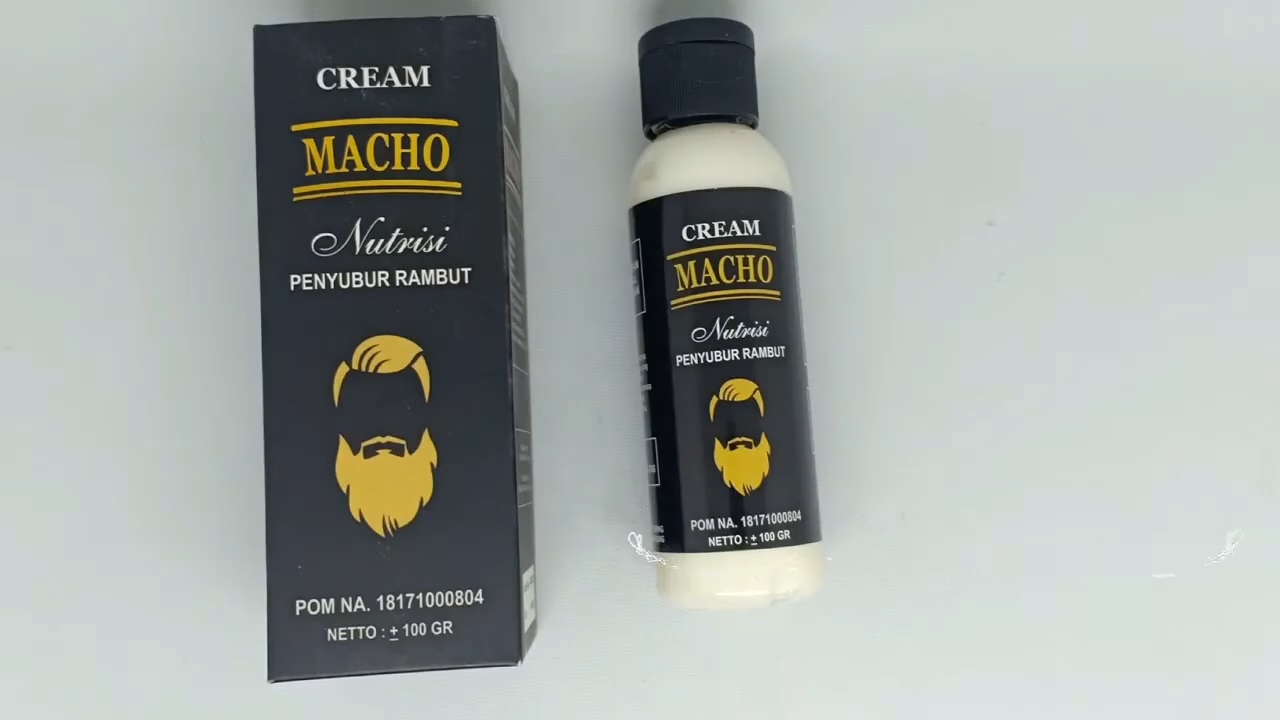 CREAM
MACHO
Nutrisi
PENYUBUR RAMBUT
POM NA. 18171000804
NETTO : ± 100 GR
CREAM
MACHO
Nutrisi
PENYUBUR RAMBUT
POM NA. 18171000804
NETTO : ± 100 GR